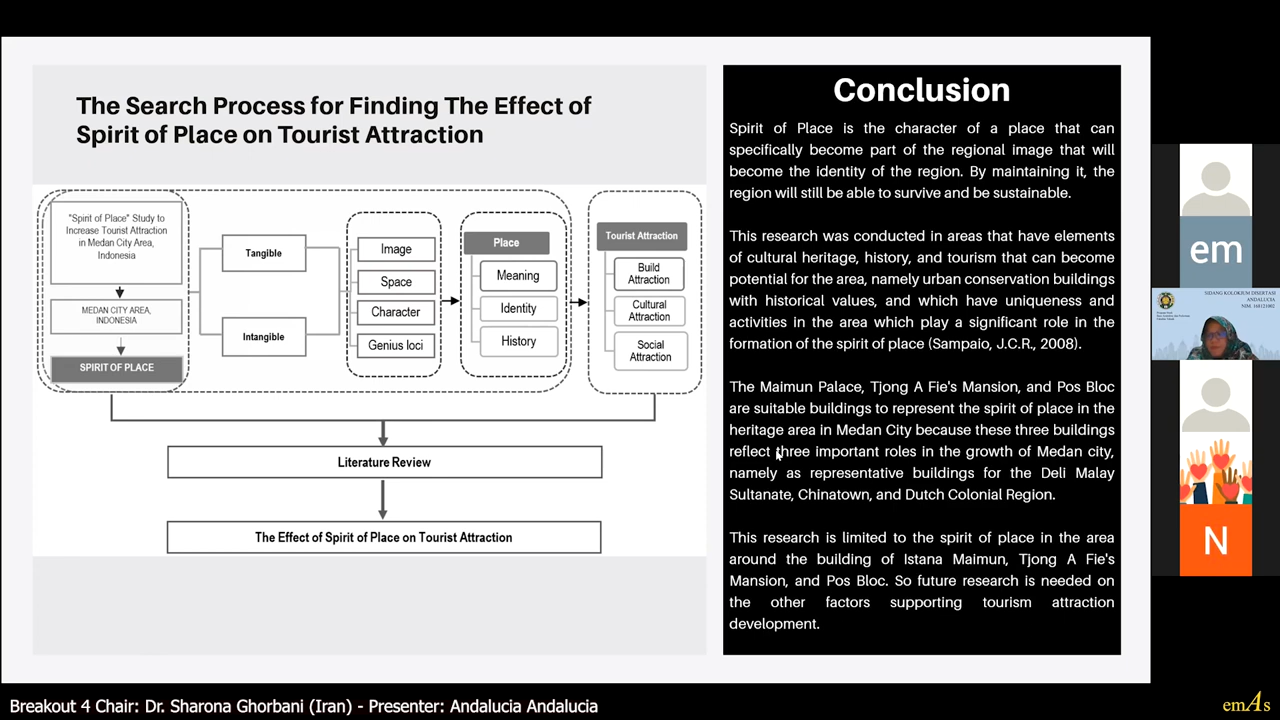 The Search Process for Finding The Effect of
Spirit of Place on Tourist Attraction
"Spirit of Place" Study to
Increase Tourist Attraction
in Medan City Area,
Indonesia
MEDAN CITY AREA,
INDONESIA
SPIRIT OF PLACE
Tangible
Intangible
Image
Space
Character
Genius loci
Place
Meaning
Identity
History
Tourist Attraction
Build
Attraction
Cultural
Attraction
Social
Attraction
Literature Review
The Effect of Spirit of Place on Tourist Attraction
Conclusion
Spirit of Place is the character of a place that can
specifically become part of the regional image that will
become the identity of the region. By maintaining it, the
region will still be able to survive and be sustainable.
This research was conducted in areas that have elements
of cultural heritage, history, and tourism that can become
potential for the area, namely urban conservation buildings
with historical values, and which have uniqueness and
activities in the area which play a significant role in the
formation of the spirit of place (Sampaio, J.C.R., 2008).
The Maimun Palace, Tjong A Fie's Mansion, and Pos Bloc
are suitable buildings to represent the spirit of place in the
heritage area in Medan City because these three buildings
reflect three important roles in the growth of Medan city,
namely as representative buildings for the Deli Malay
Sultanate, Chinatown, and Dutch Colonial Region.
This research is limited to the spirit of place in the area
around the building of Istana Maimun, Tjong A Fie's
Mansion, and Pos Bloc. So future research is needed on
the other factors supporting tourism attraction
development.
em
SIDANG KOLOKIUM DISERTASI
ANDALUCIA
N
Breakout 4 Chair: Dr. Sharona Ghorbani (Iran) - Presenter: Andalucia Andalucia
emAs